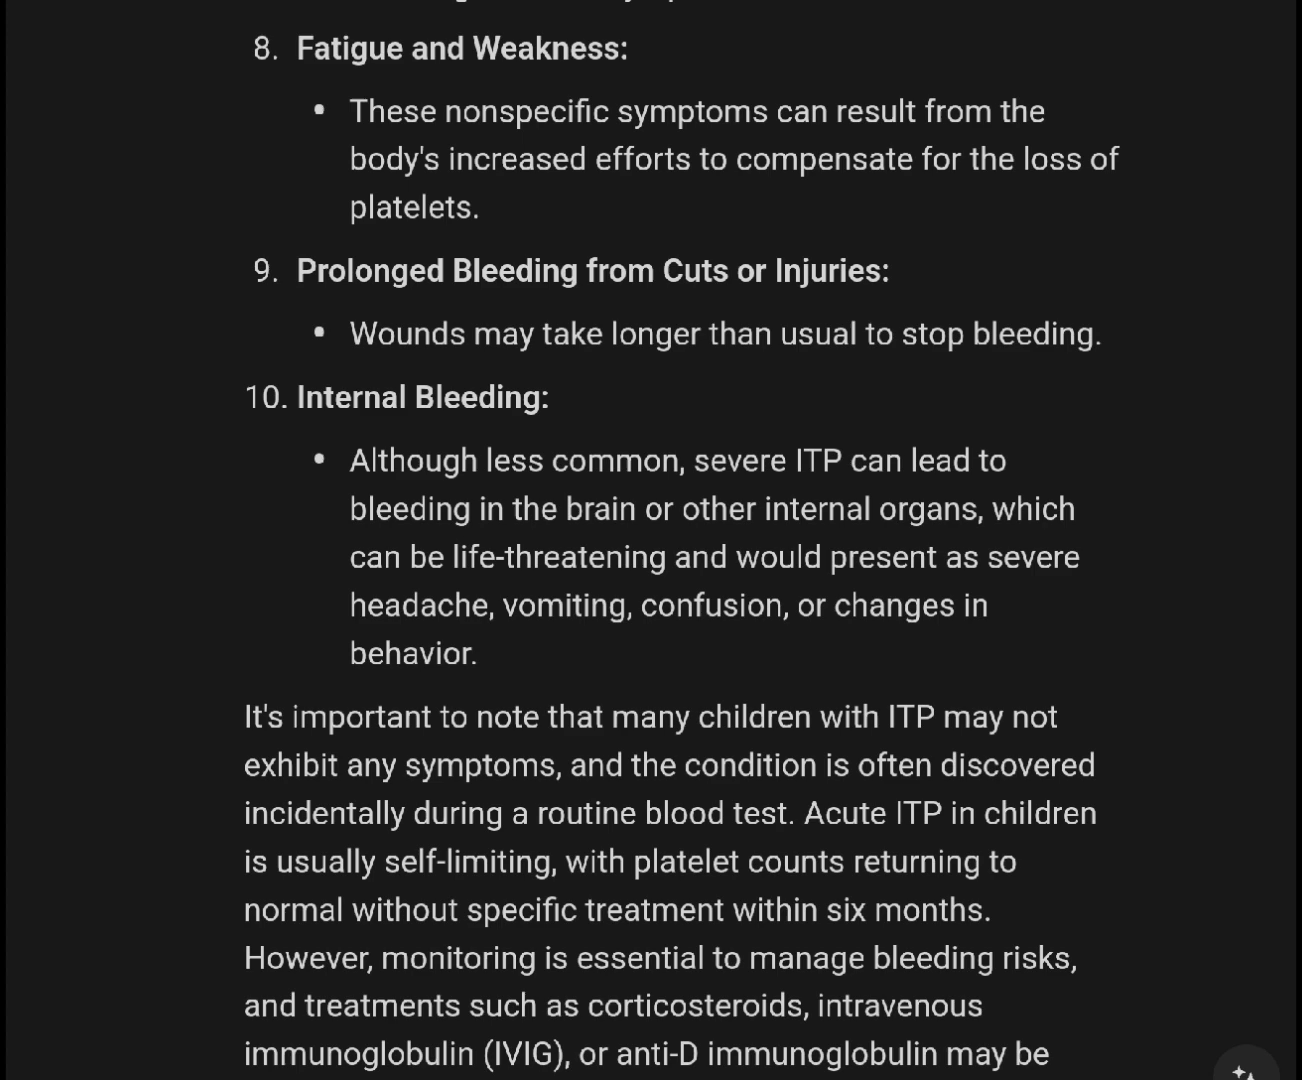 8. Fatigue and Weakness:
• These nonspecific symptoms can result from the
body's increased efforts to compensate for the loss of
platelets.
9. Prolonged Bleeding from Cuts or Injuries:
• Wounds may take longer than usual to stop bleeding.
10. Internal Bleeding:
• Although less common, severe ITP can lead to
bleeding in the brain or other internal organs, which
can be life-threatening and would present as severe
headache, vomiting, confusion, or changes in
behavior.
It's important to note that many children with ITP may not
exhibit any symptoms, and the condition is often discovered
incidentally during a routine blood test. Acute ITP in children
is usually self-limiting, with platelet counts returning to
normal without specific treatment within six months.
However, monitoring is essential to manage bleeding risks,
and treatments such as corticosteroids, intravenous
immunoglobulin (IVIG), or anti-D immunoglobulin may be